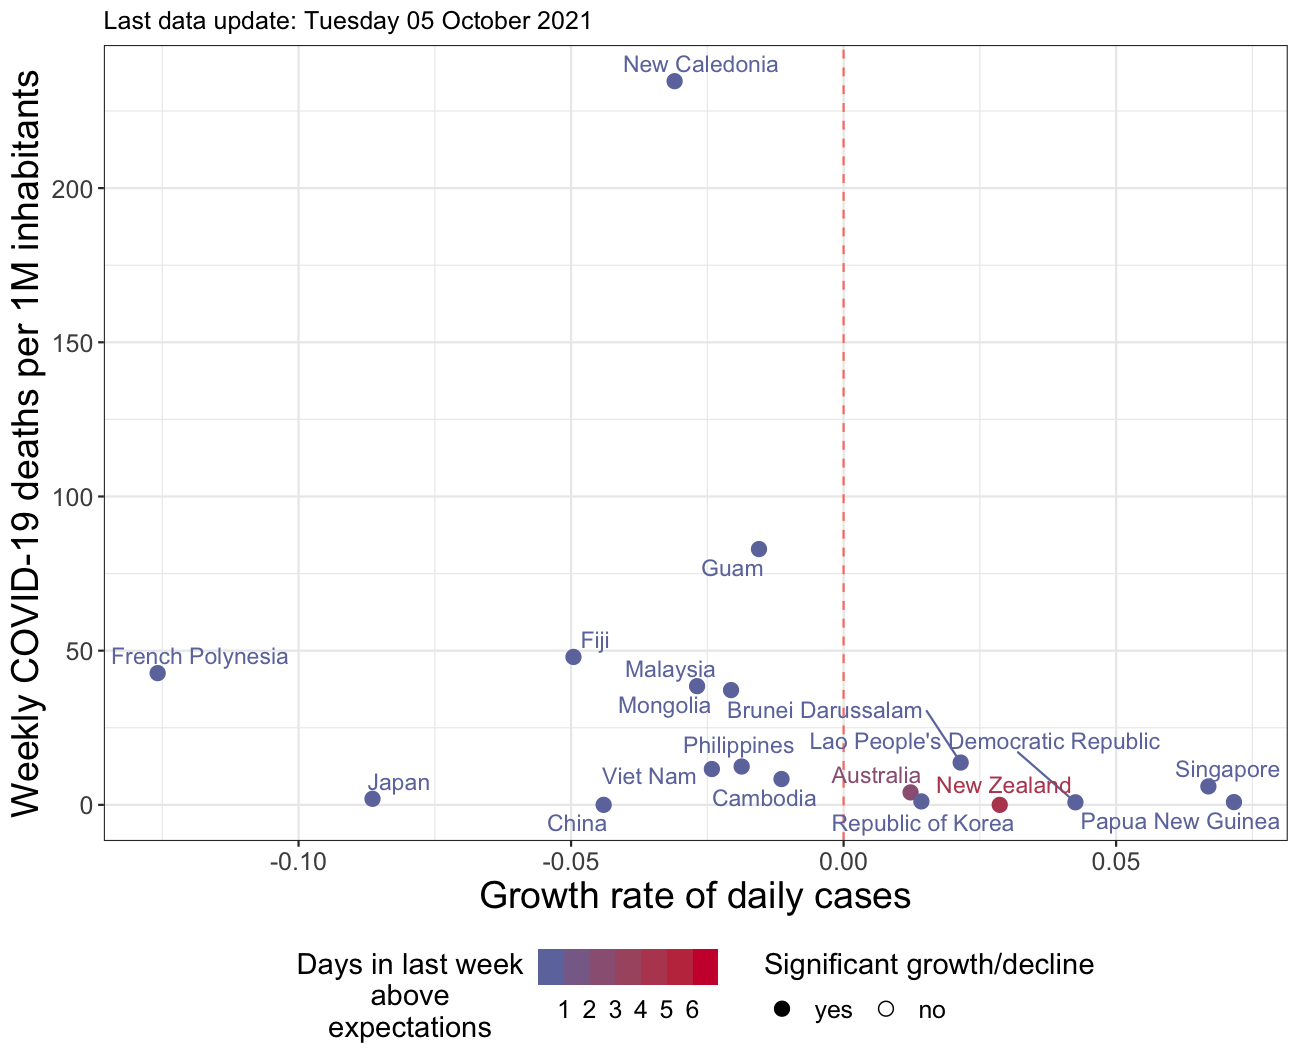 Last data update: Tuesday 05 October 2021
Weekly COVID-19 deaths per 1M inhabitants
200
150
100
50
0
New Caledonia
Guam
Fiji
French Polynesia
Malaysia
Mongolia
Brunei Darussalam
Philippines
Lao People's Democratic Republic
Viet Nam
Singapore
Japan
Australia
New Zealand
Cambodia
China
Republic of Korea
Papua New Guinea
-0.10
-0.05
0.00
0.05
Growth rate of daily cases
Days in last week
above
expectations
1 2 3 4 5 6
Significant growth/decline
yes no